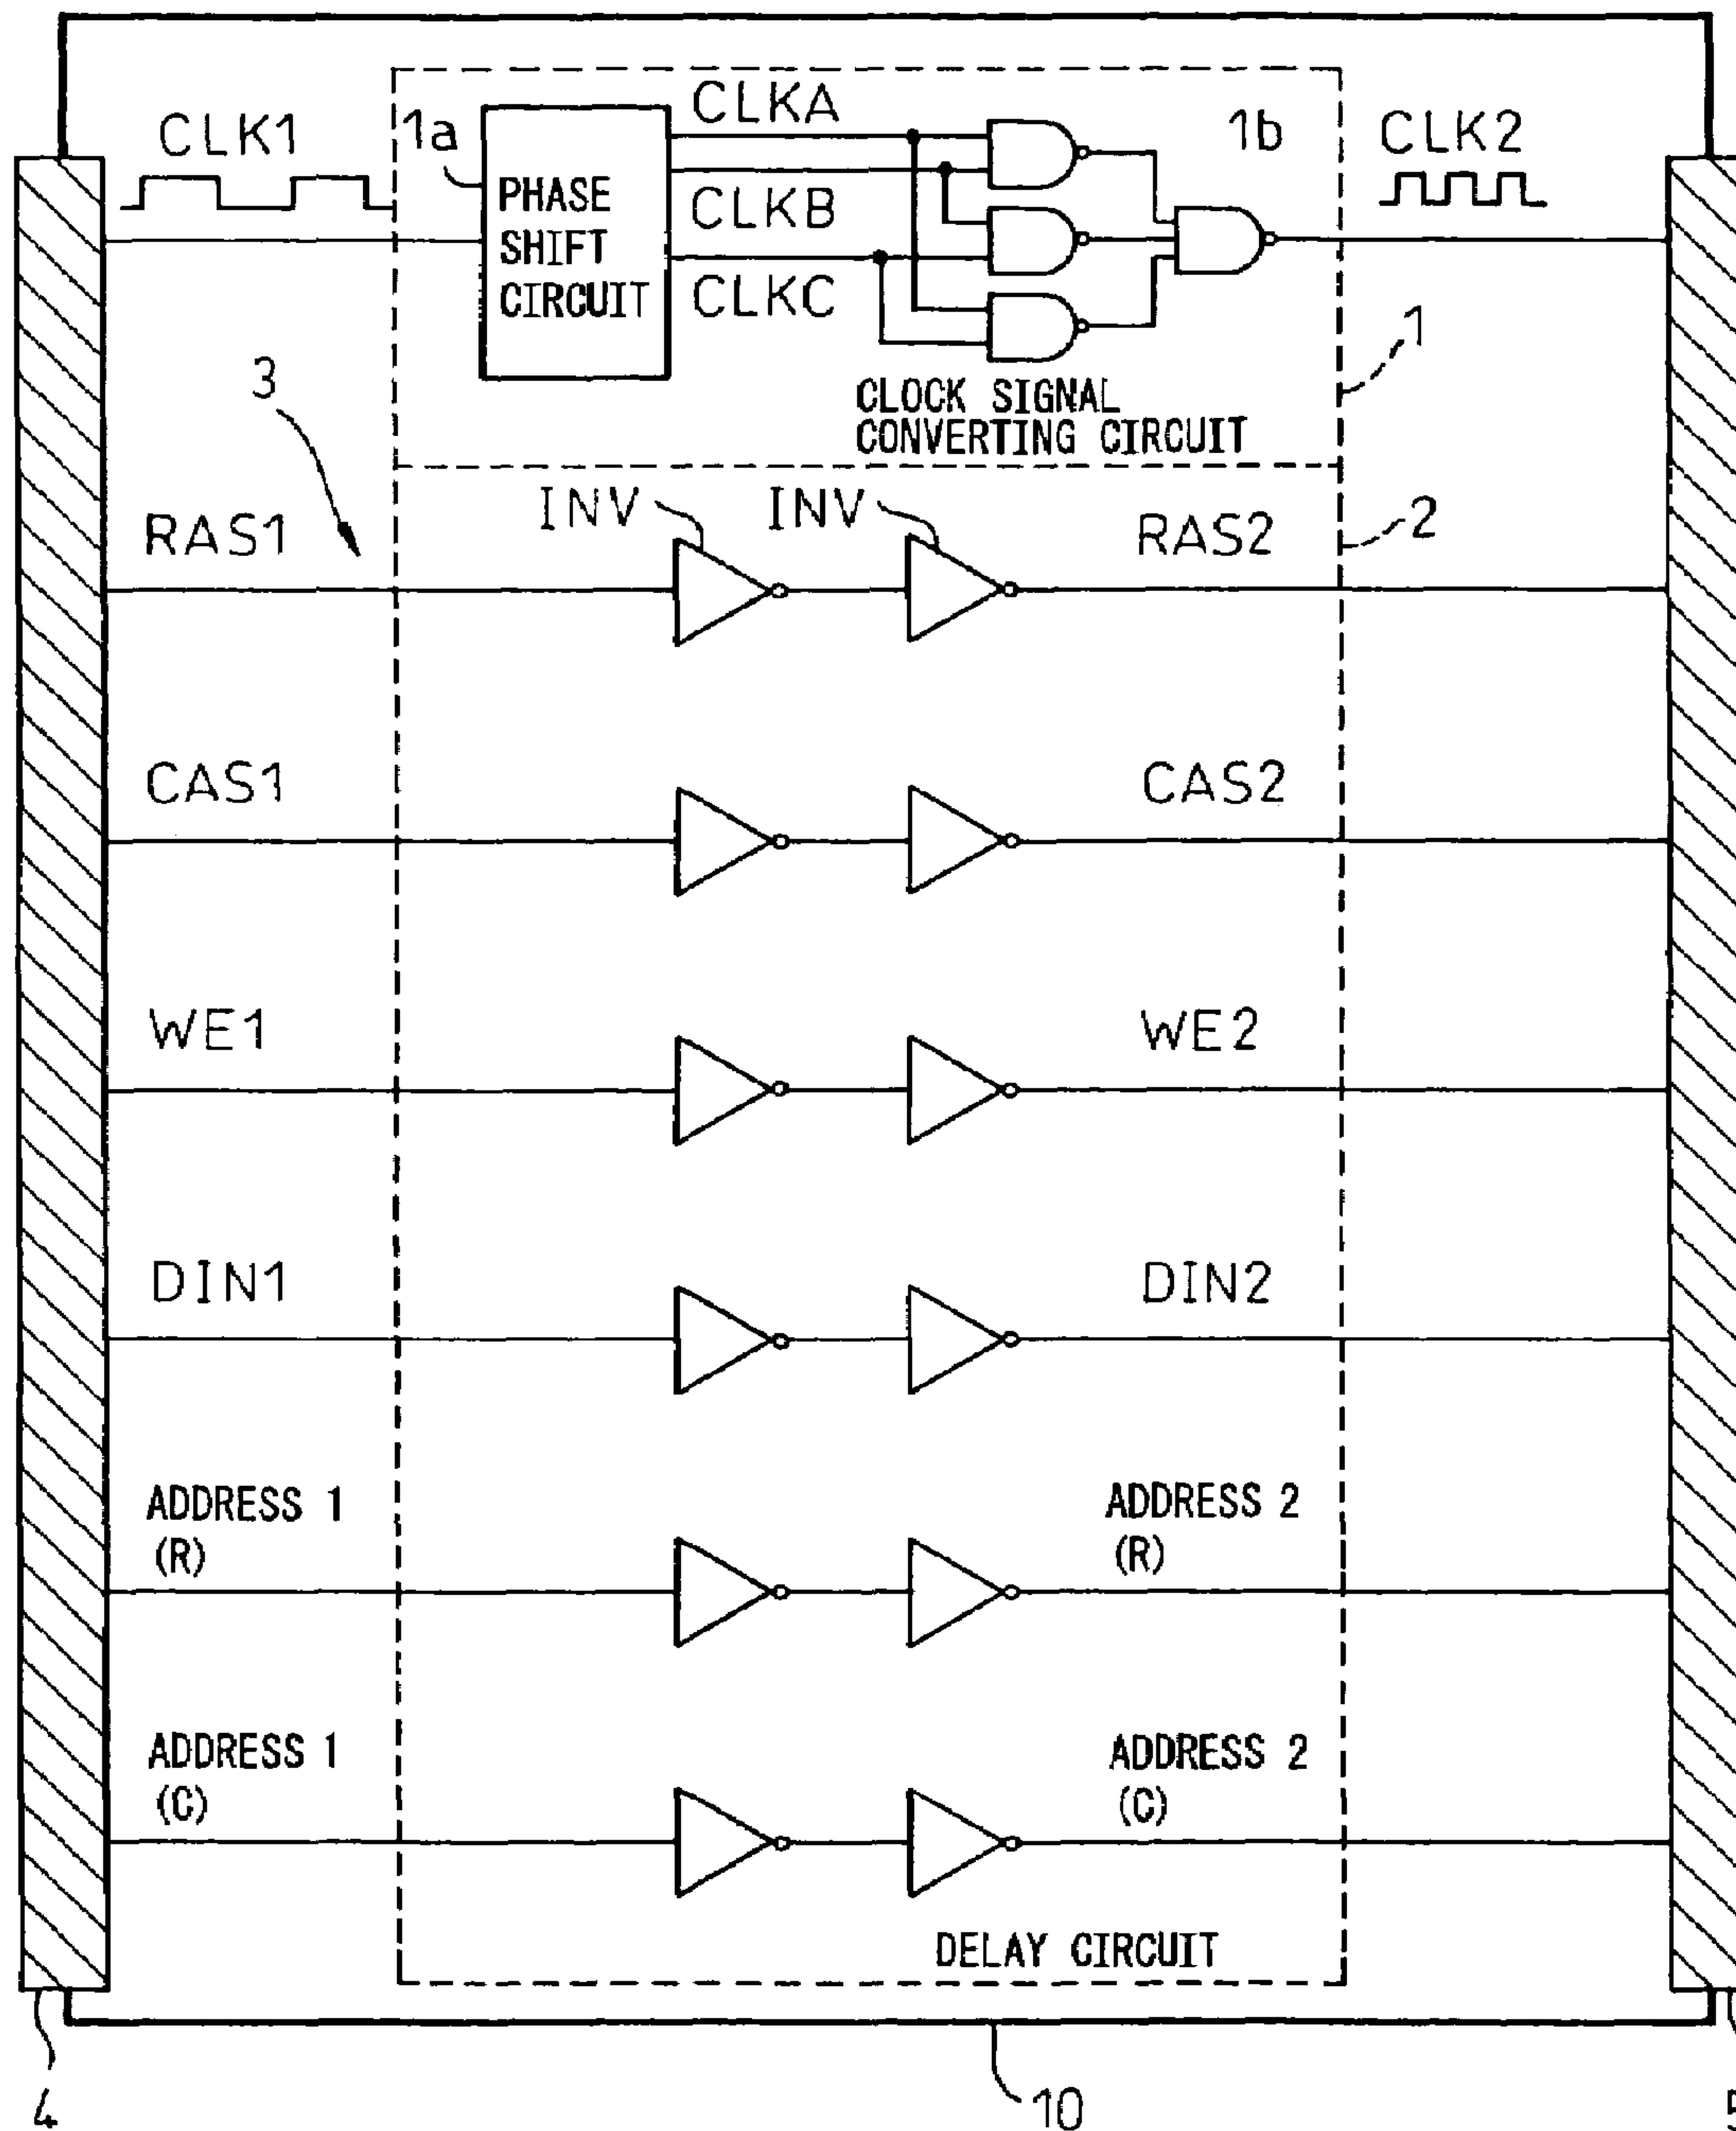 CLK1
1a
CLKA
1b
CLK2
PHASE
SHIFT
CIRCUIT
CLKB
CLKC
3
1
CLOCK SIGNAL
CONVERTING CIRCUIT
INV
INV
RAS1
RAS2
2
CAS1
CAS2
WE1
WE2
DIN1
DIN2
ADDRESS 1
(R)
ADDRESS 2
(R)
ADDRESS 1
(C)
ADDRESS 2
(C)
DELAY CIRCUIT
4
10
5